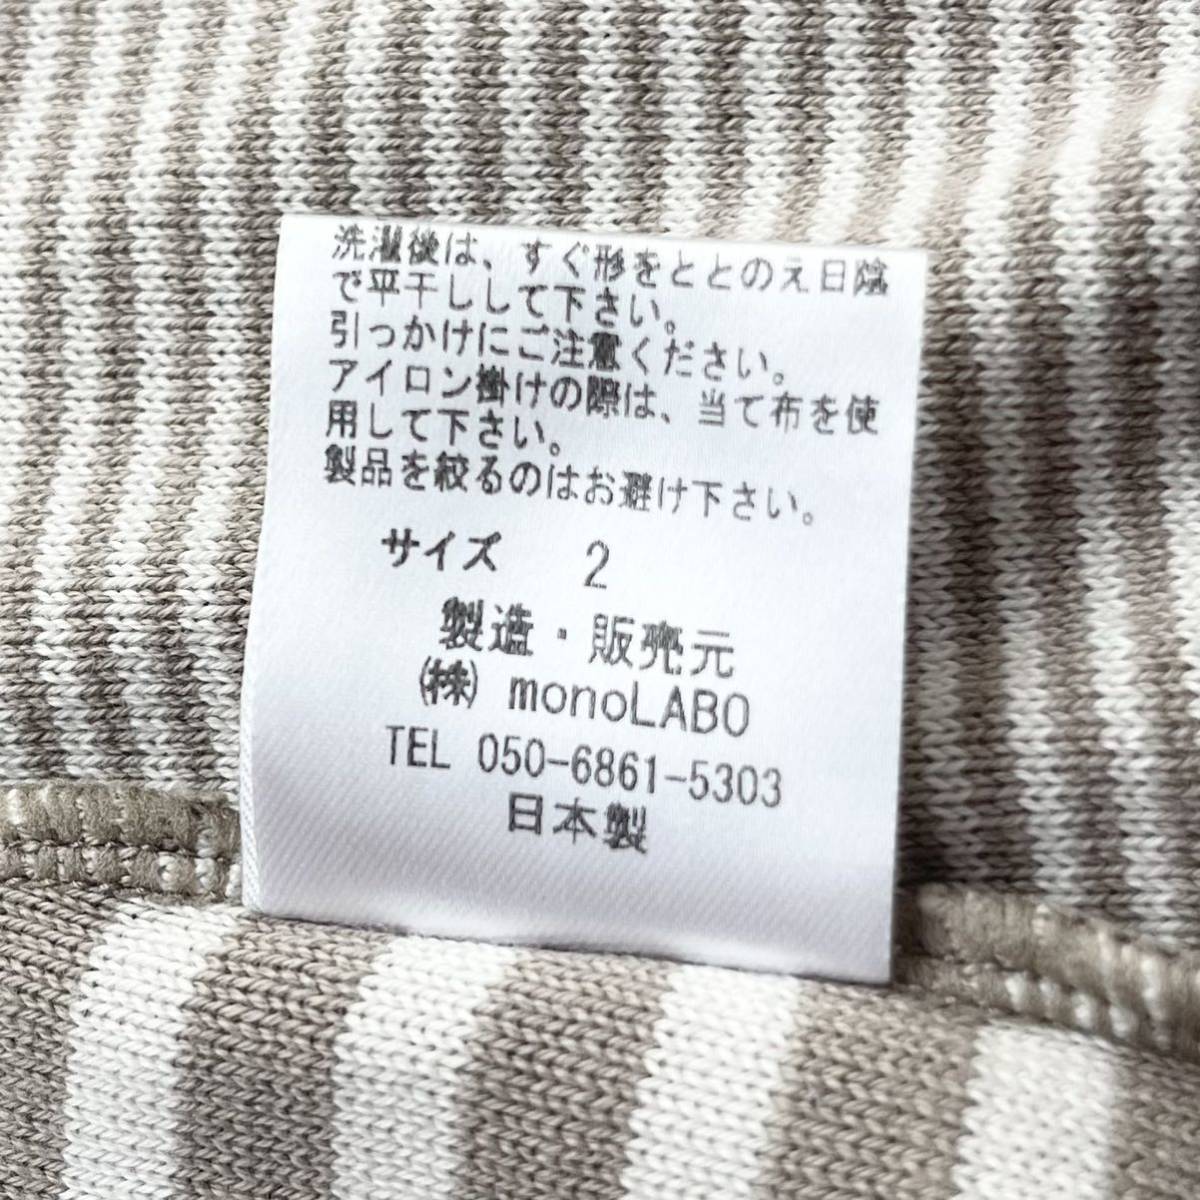 洗濯後は、すぐ形をととのえ日陰
で平干しして下さい。
引っかけにご注意ください。
アイロン掛けの際は、当て布を使
用して下さい。
製品を絞るのはお避け下さい。
サイズ 2
製造・販売元
㈱ monoLABO
TEL 050-6861-5303
日本製